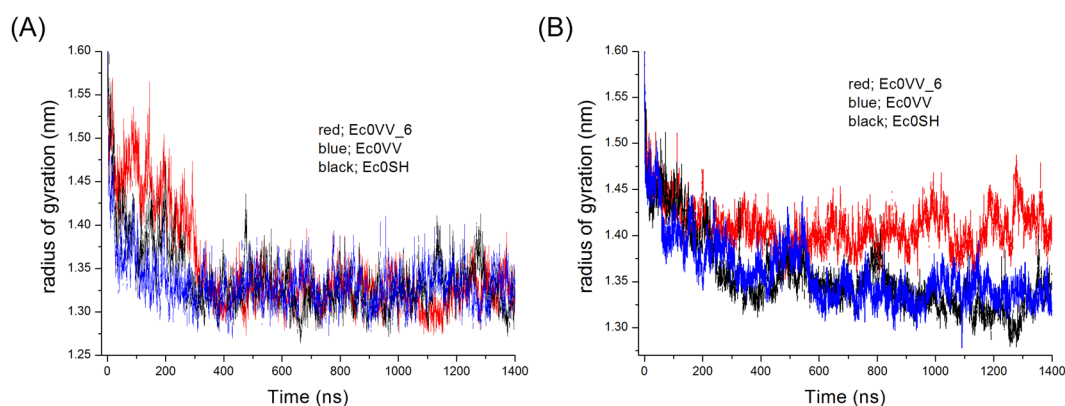 (A)
1.60
1.55
1.50
1.45
1.40
1.35
1.30
1.25
radius of gyration (nm)
red; Ec0VV_6
blue; Ec0VV
black; Ec0SH
0 200 400 600 800 1000 1200 1400
Time (ns)
(B)
1.60
1.55
1.50
1.45
1.40
1.35
1.30
radius of gyration (nm)
red; Ec0VV_6
blue; Ec0VV
black; Ec0SH
0 200 400 600 800 1000 1200 1400
Time (ns)